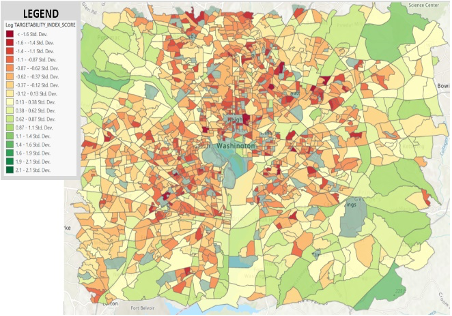 LEGEND
Log TARGETABILITY_INDEX_SCORE
< -1.6 Std. Dev.
-1.6 - -1.4 Std. Dev.
-1.4 - -1.1 Std. Dev.
-1.1 - -0.87 Std. Dev.
-0.87 - -0.62 Std. Dev.
-0.62 - -0.37 Std. Dev.
-0.37 - -0.12 Std. Dev.
-0.12 - 0.13 Std. Dev.
0.13 - 0.38 Std. Dev.
0.38 - 0.62 Std. Dev.
0.62 - 0.87 Std. Dev.
0.87 - 1.1 Std. Dev.
1.1 - 1.4 Std. Dev.
1.4 - 1.6 Std. Dev.
1.6 - 1.9 Std. Dev.
1.9 - 2.1 Std. Dev.
2.1 - 2.1 Std. Dev.
Science Center
Bow
Washington
ngs
ke
Fort Belvoir